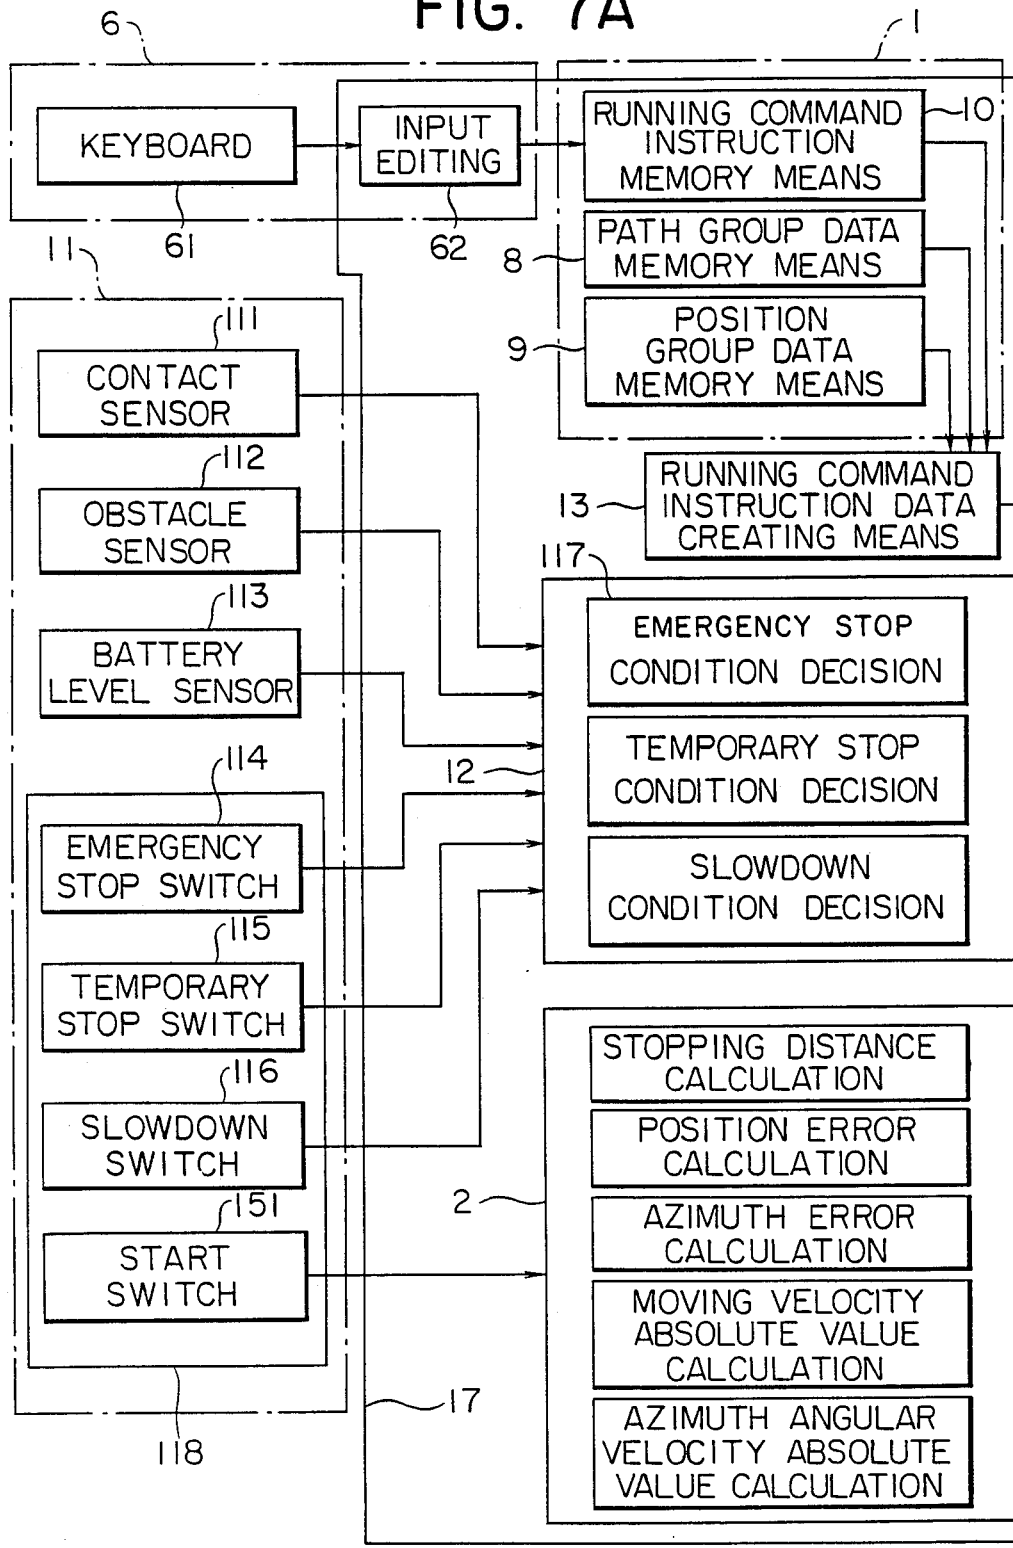 FIG. 7A
6
1
KEYBOARD
61
INPUT
EDITING
62
RUNNING COMMAND
INSTRUCTION
MEMORY MEANS
10
PATH GROUP DATA
MEMORY MEANS
8
POSITION
GROUP DATA
MEMORY MEANS
9
RUNNING COMMAND
INSTRUCTION DATA
CREATING MEANS
13
11
111
CONTACT
SENSOR
112
OBSTACLE
SENSOR
113
BATTERY
LEVEL SENSOR
114
EMERGENCY
STOP SWITCH
115
TEMPORARY
STOP SWITCH
116
SLOWDOWN
SWITCH
151
START
SWITCH
118
117
EMERGENCY STOP
CONDITION DECISION
12
TEMPORARY STOP
CONDITION DECISION
SLOWDOWN
CONDITION DECISION
2
STOPPING DISTANCE
CALCULATION
POSITION ERROR
CALCULATION
AZIMUTH ERROR
CALCULATION
MOVING VELOCITY
ABSOLUTE VALUE
CALCULATION
AZIMUTH ANGULAR
VELOCITY ABSOLUTE
VALUE CALCULATION
17